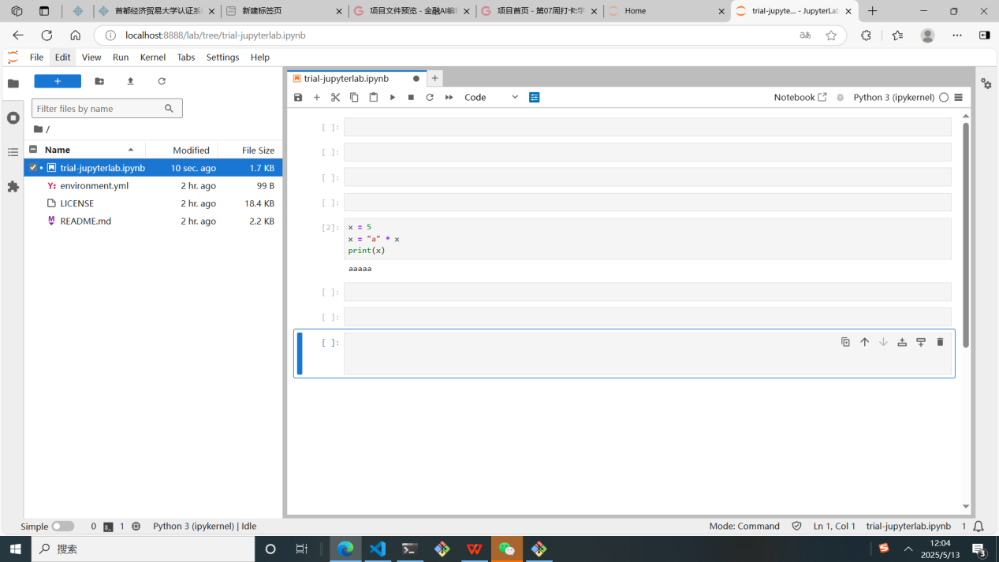 首都经济贸易大学认证系
新建标签页
项目文件预览 - 金融AI编
项目首页 - 第07周打卡:学
Home
trial-jupyte... - JupyterLab
localhost:8888/lab/tree/trial-jupyterlab.ipynb
File Edit View Run Kernel Tabs Settings Help
trial-jupyterlab.ipynb
Code
Notebook
Python 3 (ipykernel)
Filter files by name
/
Name Modified File Size
trial-jupyterlab.ipynb 10 sec. ago 1.7 KB
environment.yml 2 hr. ago 99 B
LICENSE 2 hr. ago 18.4 KB
README.md 2 hr. ago 2.2 KB
[ ]:
[ ]:
[ ]:
[ ]:
[2]: x = 5
x = "a" * x
print(x)
aaaaa
[ ]:
[ ]:
[ ]:
Simple 0 1 Python 3 (ipykernel) | Idle
Mode: Command Ln 1, Col 1 trial-jupyterlab.ipynb 1
搜索
12:04
2025/5/13
3